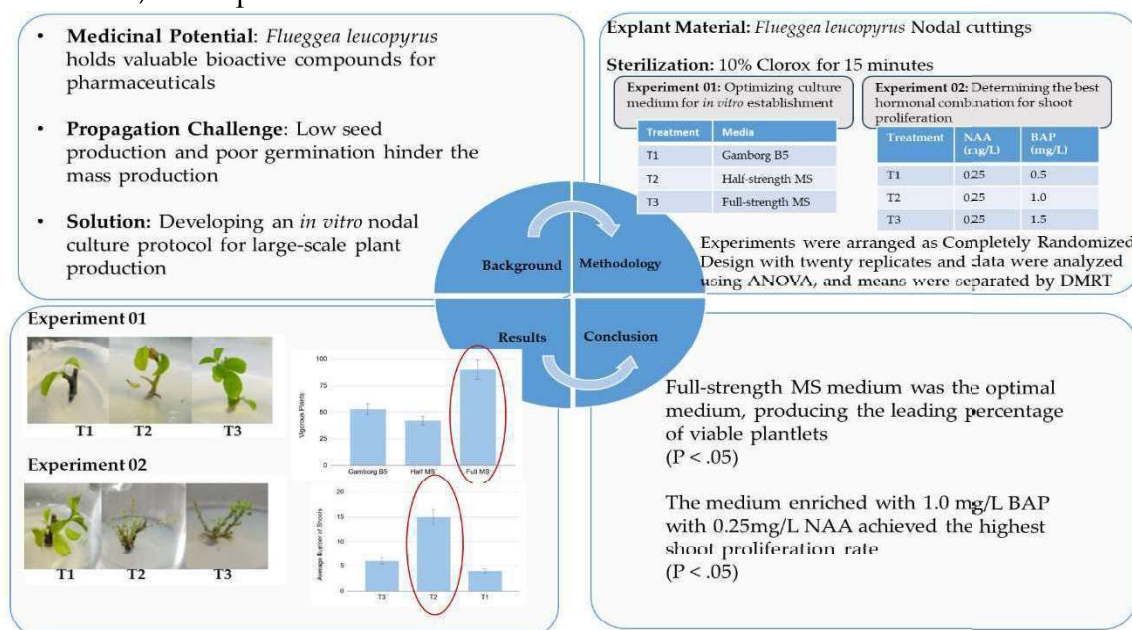 • Medicinal Potential: Flueggea leucopyrus
holds valuable bioactive compounds for
pharmaceuticals
• Propagation Challenge: Low seed
production and poor germination hinder the
mass production
• Solution: Developing an in vitro nodal
culture protocol for large-scale plant
production
Explant Material: Flueggea leucopyrus Nodal cuttings
Sterilization: 10% Clorox for 15 minutes
Experiment 01: Optimizing culture
medium for in vitro establishment
Treatment Media
T1 Gamborg B5
T2 Half-strength MS
T3 Full-strength MS
Experiment 02: Determining the best
hormonal combination for shoot
proliferation
Treatment NAA (mg/L) BAP (mg/L)
T1 0.25 0.5
T2 0.25 1.0
T3 0.25 1.5
Experiments were arranged as Completely Randomized
Design with twenty replicates and data were analyzed
using ANOVA, and means were separated by DMRT
Background
Methodology
Results
Conclusion
Experiment 01
T1 T2 T3
Vigorous Plants
100
75
50
25
0
Gamborg B5 Half MS Full MS
Experiment 02
T1 T2 T3
Average Number of Shoots
20
15
10
5
0
T3 T2 T1
Full-strength MS medium was the optimal
medium, producing the leading percentage
of viable plantlets
(P < .05)
The medium enriched with 1.0 mg/L BAP
with 0.25mg/L NAA achieved the highest
shoot proliferation rate
(P < .05)